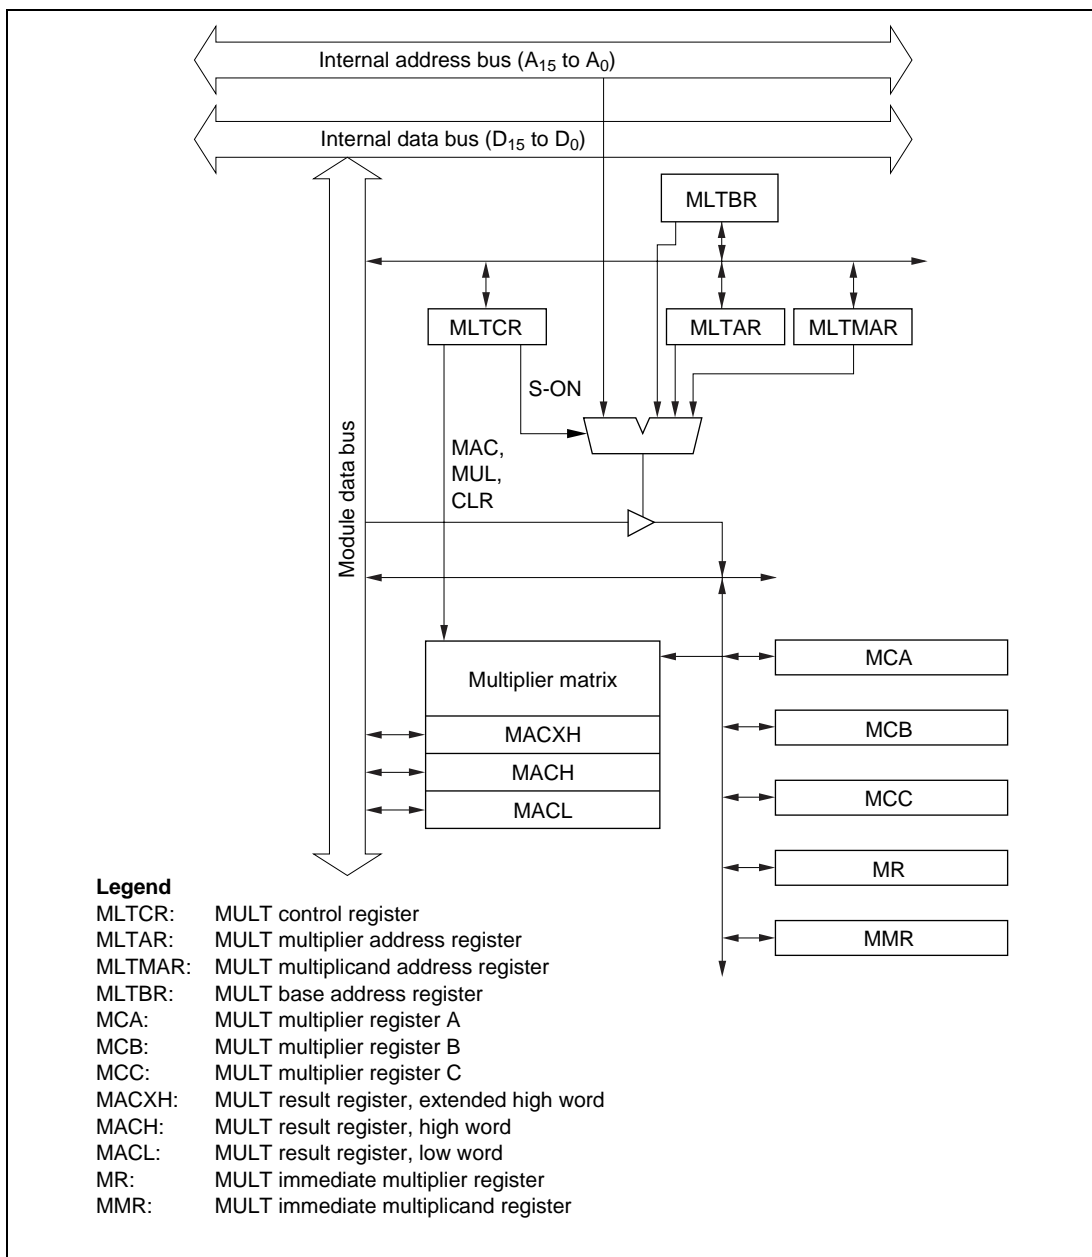 Internal address bus (A15 to A0)
Internal data bus (D15 to D0)
MLTBR
MLTCR
MLTAR
MLTMAR
S-ON
MAC,
MUL,
CLR
Module data bus
Multiplier matrix
MCA
MACXH
MCB
MACH
MCC
MACL
MR
MMR
Legend
MLTCR: MULT control register
MLTAR: MULT multiplier address register
MLTMAR: MULT multiplicand address register
MLTBR: MULT base address register
MCA: MULT multiplier register A
MCB: MULT multiplier register B
MCC: MULT multiplier register C
MACXH: MULT result register, extended high word
MACH: MULT result register, high word
MACL: MULT result register, low word
MR: MULT immediate multiplier register
MMR: MULT immediate multiplicand register